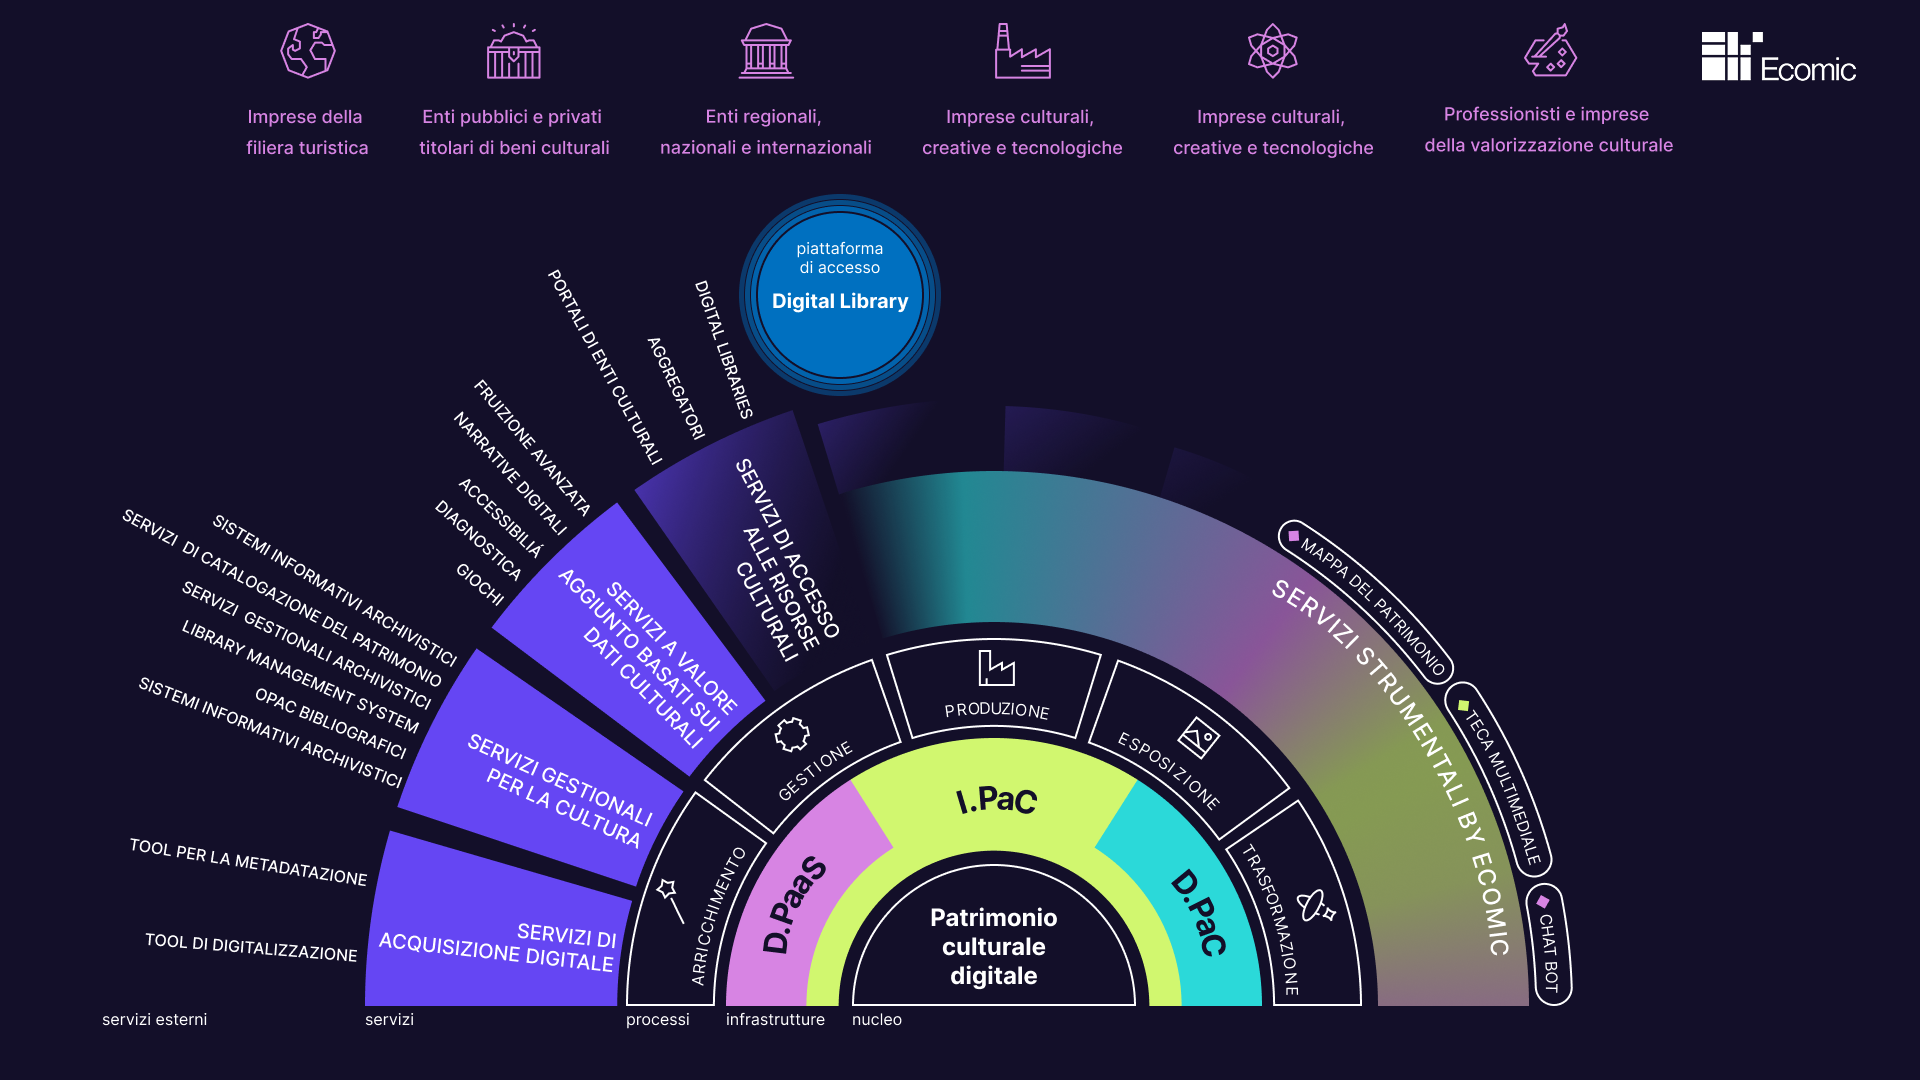 Imprese della
filiera turistica
Enti pubblici e privati
titolari di beni culturali
Enti regionali,
nazionali e internazionali
Imprese culturali,
creative e tecnologiche
Imprese culturali,
creative e tecnologiche
Professionisti e imprese
della valorizzazione culturale
Ecomic
piattaforma
di accesso
Digital Library
PORTALI DI ENTI CULTURALI
AGGREGATORI
DIGITAL LIBRARIES
FRUIZIONE AVANZATA
NARRATIVE DIGITALI
ACCESSIBILIÁ
DIAGNOSTICA
GIOCHI
SISTEMI INFORMATIVI ARCHIVISTICI
SERVIZI DI CATALOGAZIONE DEL PATRIMONIO
SERVIZI GESTIONALI ARCHIVISTICI
LIBRARY MANAGEMENT SYSTEM
OPAC BIBLIOGRAFICI
SISTEMI INFORMATIVI ARCHIVISTICI
TOOL PER LA METADATAZIONE
TOOL DI DIGITALIZZAZIONE
SERVIZI DI ACCESSO
ALLE RISORSE
CULTURALI
SERVIZI A VALORE
AGGIUNTO BASATI SUI
DATI CULTURALI
SERVIZI GESTIONALI
PER LA CULTURA
SERVIZI DI
ACQUISIZIONE DIGITALE
ARRICCHIMENTO
GESTIONE
PRODUZIONE
ESPOSIZIONE
TRASFORMAZIONE
D.PaaS
I.PaC
D.PaC
Patrimonio
culturale
digitale
SERVIZI STRUMENTALI BY ECOMIC
MAPPA DEL PATRIMONIO
TECA MULTIMEDIALE
CHAT BOT
servizi esterni
servizi
processi
infrastrutture
nucleo